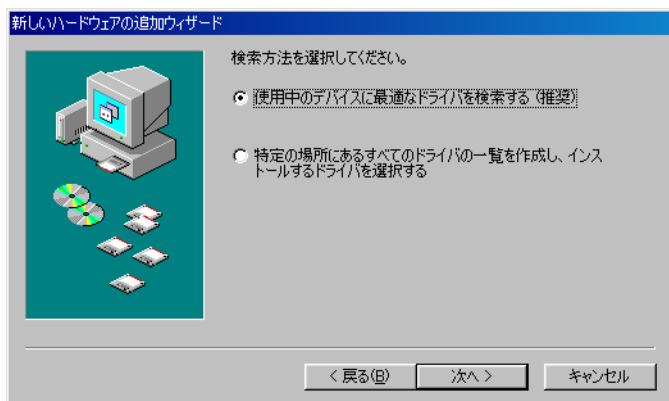 新しいハードウェアの追加ウィザード
検索方法を選択してください。
使用中のデバイスに最適なドライバを検索する (推奨)
特定の場所にあるすべてのドライバの一覧を作成し、インス
トールするドライバを選択する
< 戻る(B)
次へ >
キャンセル